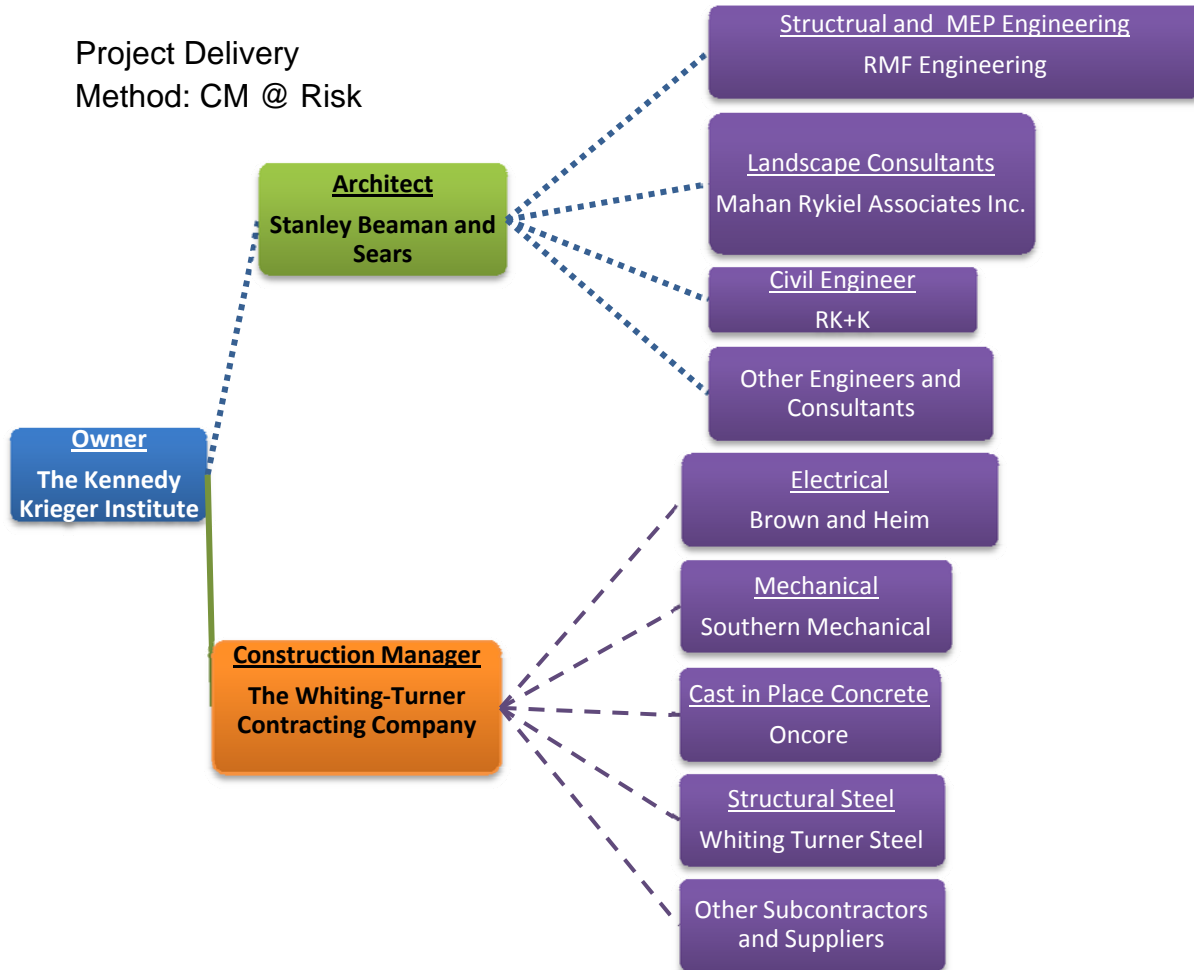 Project Delivery
Method: CM @ Risk
Structrual and MEP Engineering
RMF Engineering
Architect
Stanley Beaman and
Sears
Landscape Consultants
Mahan Rykiel Associates Inc.
Civil Engineer
RK+K
Other Engineers and
Consultants
Owner
The Kennedy
Krieger Institute
Electrical
Brown and Heim
Mechanical
Southern Mechanical
Construction Manager
The Whiting-Turner
Contracting Company
Cast in Place Concrete
Oncore
Structural Steel
Whiting Turner Steel
Other Subcontractors
and Suppliers